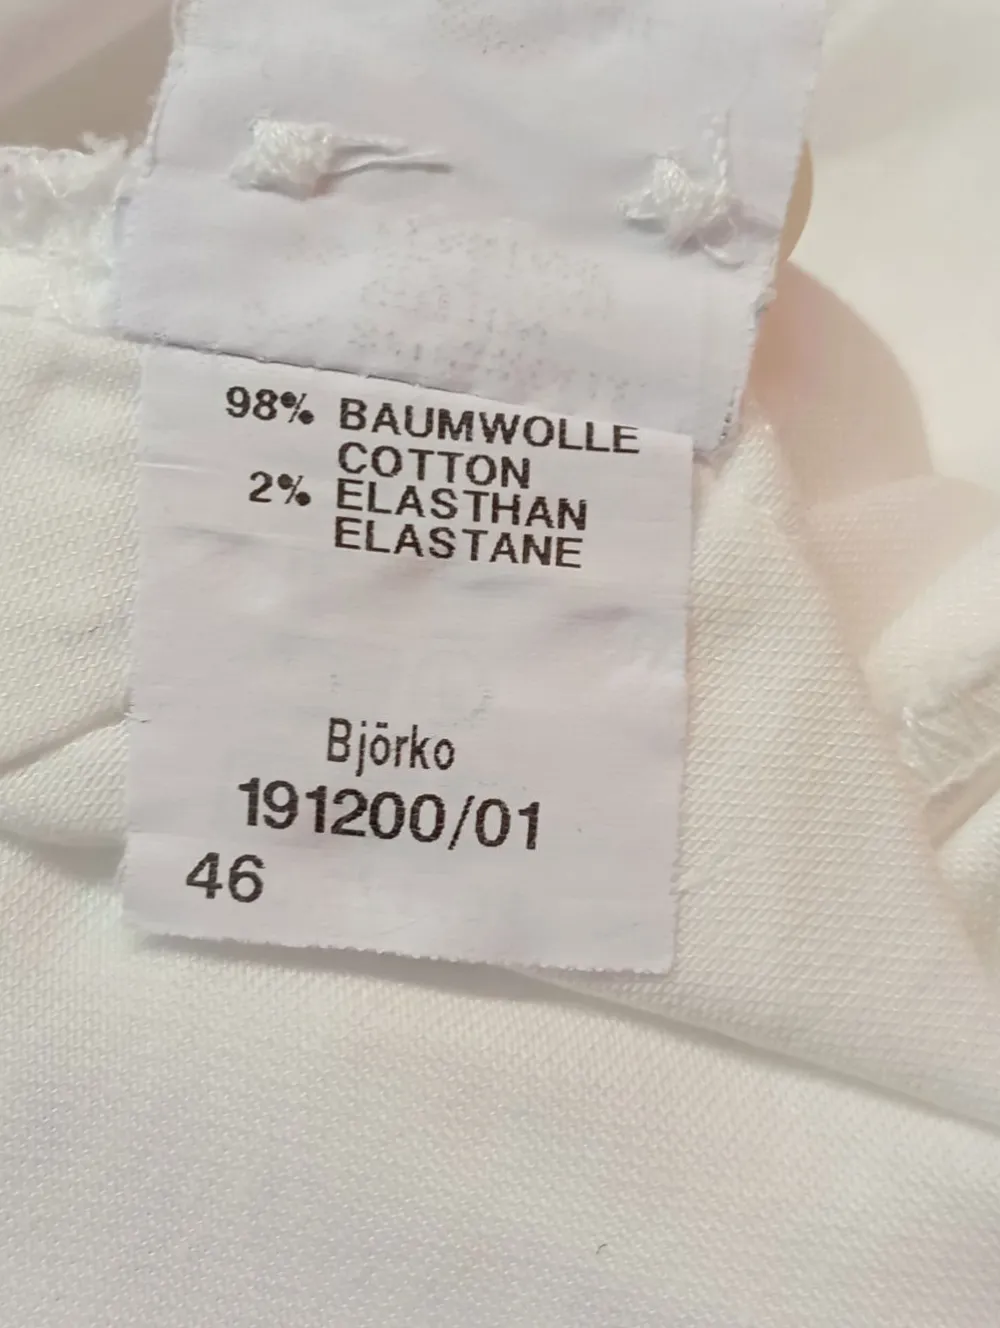 98% BAUMWOLLE
COTTON
2% ELASTHAN
ELASTANE
Björko
191200/01
46